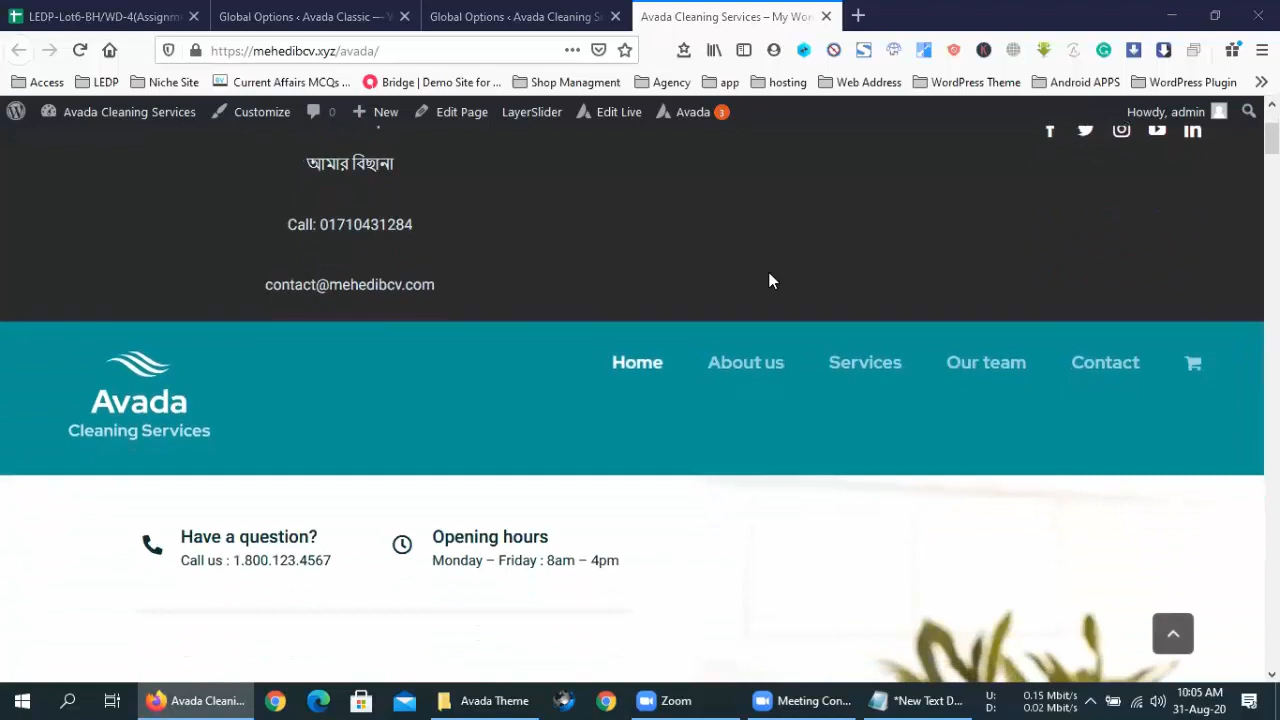 LEDP-Lot6-BH/WD-4(Assignm
Global Options ‹ Avada Classic —
Global Options ‹ Avada Cleaning S
Avada Cleaning Services – My Wor
https://mehedibcv.xyz/avada/
Access
LEDP
Niche Site
Current Affairs MCQs ...
Bridge | Demo Site for ...
Shop Managment
Agency
app
hosting
Web Address
WordPress Theme
Android APPS
WordPress Plugin
Avada Cleaning Services
Customize
0
New
Edit Page
LayerSlider
Edit Live
Avada 3
Howdy, admin
আমার বিছানা
Call: 01710431284
contact@mehedibcv.com
Avada
Cleaning Services
Home
About us
Services
Our team
Contact
Have a question?
Call us : 1.800.123.4567
Opening hours
Monday – Friday : 8am – 4pm
Avada Cleani...
Avada Theme
Zoom
Meeting Con...
*New Text D...
U: 0.15 Mbit/s
D: 0.02 Mbit/s
10:05 AM
31-Aug-20